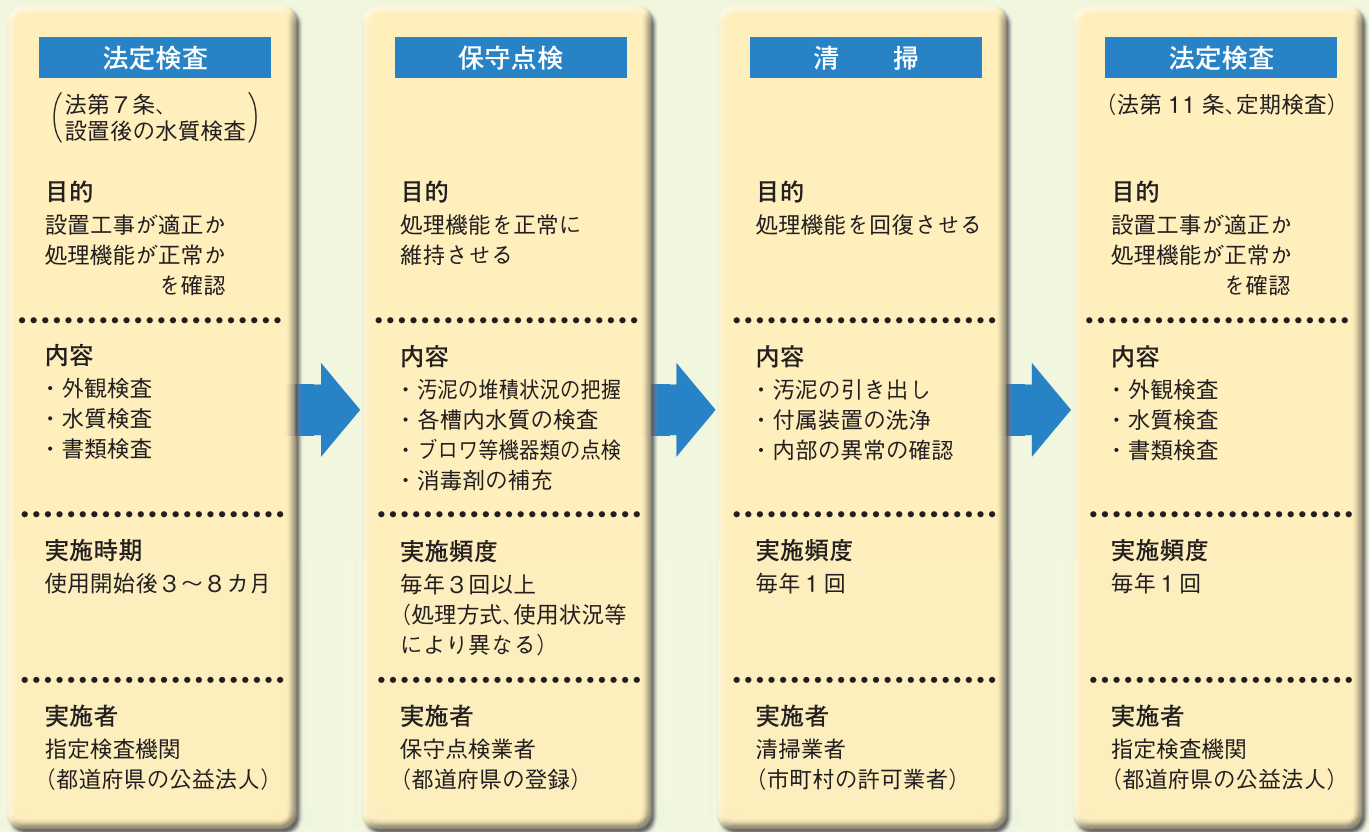 法定検査
（法第７条、
設置後の水質検査）
目的
設置工事が適正か
処理機能が正常か
を確認
内容
・外観検査
・水質検査
・書類検査
実施時期
使用開始後３～８カ月
実施者
指定検査機関
（都道府県の公益法人）
保守点検
目的
処理機能を正常に
維持させる
内容
・汚泥の堆積状況の把握
・各槽内水質の検査
・ブロワ等機器類の点検
・消毒剤の補充
実施頻度
毎年３回以上
（処理方式、使用状況等
により異なる）
実施者
保守点検業者
（都道府県の登録）
清　　掃
目的
処理機能を回復させる
内容
・汚泥の引き出し
・付属装置の洗浄
・内部の異常の確認
実施頻度
毎年１回
実施者
清掃業者
（市町村の許可業者）
法定検査
（法第 11 条、定期検査）
目的
設置工事が適正か
処理機能が正常か
を確認
内容
・外観検査
・水質検査
・書類検査
実施頻度
毎年１回
実施者
指定検査機関
（都道府県の公益法人）